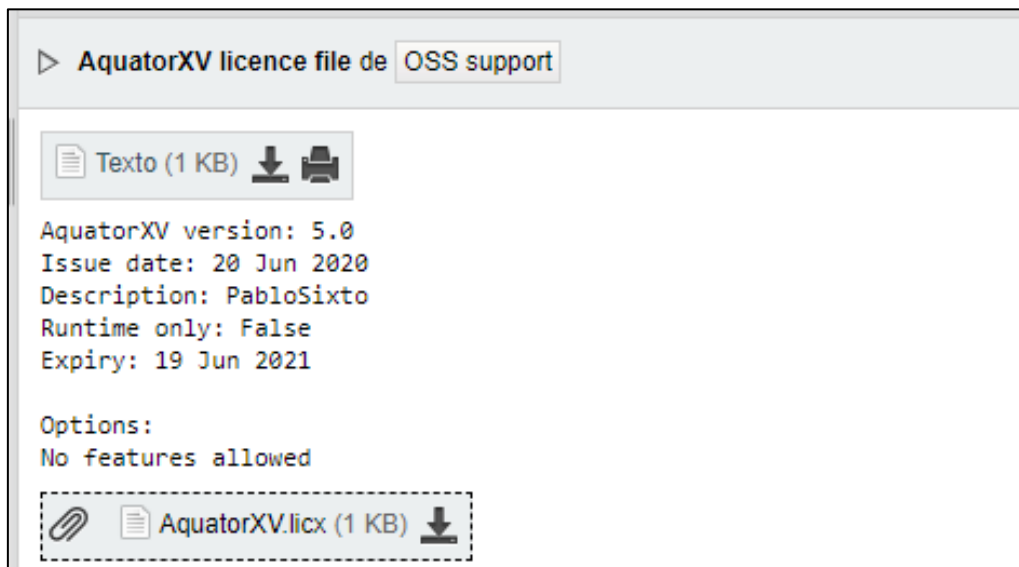 AquatorXV licence file de OSS support
Texto (1 KB)
AquatorXV version: 5.0
Issue date: 20 Jun 2020
Description: PabloSixto
Runtime only: False
Expiry: 19 Jun 2021
Options:
No features allowed
AquatorXV.licx (1 KB)